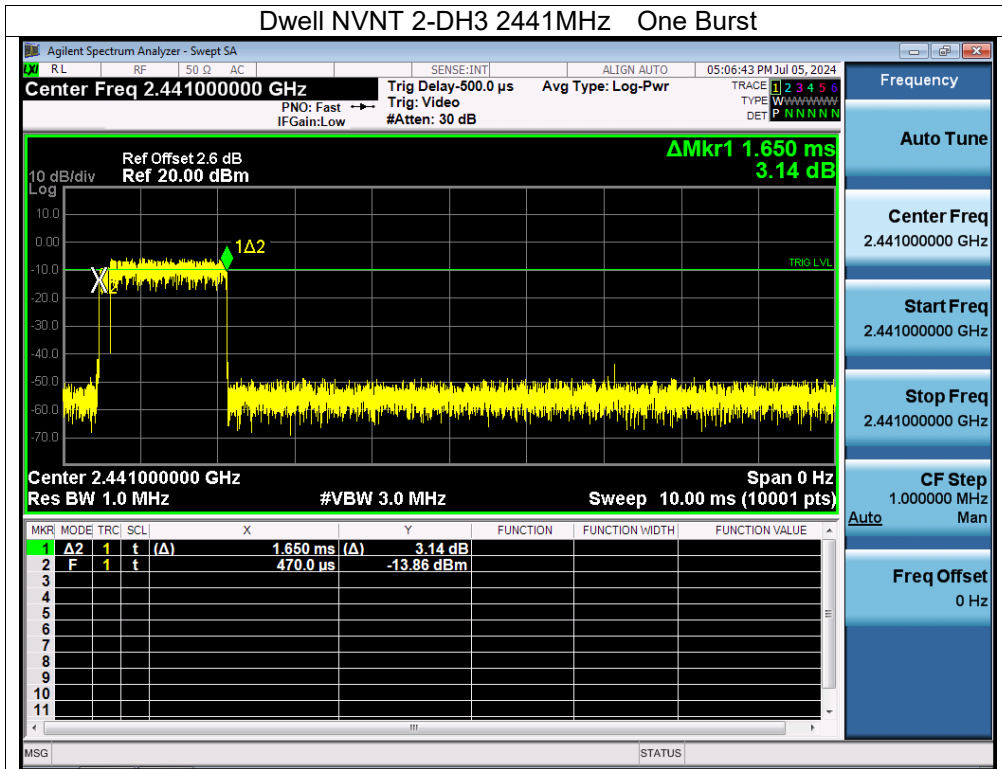 Dwell NVNT 2-DH3 2441MHz One Burst
Agilent Spectrum Analyzer - Swept SA
LXI RL RF 50 Ω AC SENSE:INT ALIGN AUTO 05:06:43 PM Jul 05, 2024
Center Freq 2.441000000 GHz
PNO: Fast
IFGain:Low
Trig Delay-500.0 µs
Trig: Video
#Atten: 30 dB
Avg Type: Log-Pwr
TRACE 1 2 3 4 5 6
TYPE WWWWWW
DET P N N N N N
Ref Offset 2.6 dB
Ref 20.00 dBm
10 dB/div
Log
ΔMkr1 1.650 ms
3.14 dB
10.0
0.00
-10.0
-20.0
-30.0
-40.0
-50.0
-60.0
-70.0
1Δ2
X2
TRIG LVL
Center 2.441000000 GHz
Span 0 Hz
Res BW 1.0 MHz
#VBW 3.0 MHz
Sweep 10.00 ms (10001 pts)
MKR MODE TRC SCL X Y FUNCTION FUNCTION WIDTH FUNCTION VALUE
1 Δ2 1 t (Δ) 1.650 ms (Δ) 3.14 dB
2 F 1 t 470.0 µs -13.86 dBm
3
4
5
6
7
8
9
10
11
MSG
STATUS
Frequency
Auto Tune
Center Freq
2.441000000 GHz
Start Freq
2.441000000 GHz
Stop Freq
2.441000000 GHz
CF Step
1.000000 MHz
Auto Man
Freq Offset
0 Hz